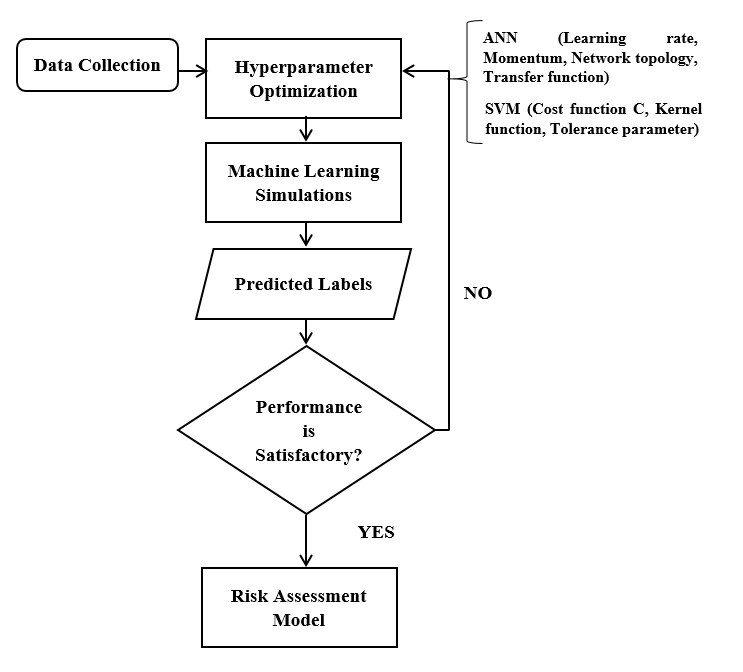 Data Collection
Hyperparameter
Optimization
ANN (Learning rate,
Momentum, Network topology,
Transfer function)
SVM (Cost function C, Kernel
function, Tolerance parameter)
Machine Learning
Simulations
Predicted Labels
NO
Performance
is
Satisfactory?
YES
Risk Assessment
Model